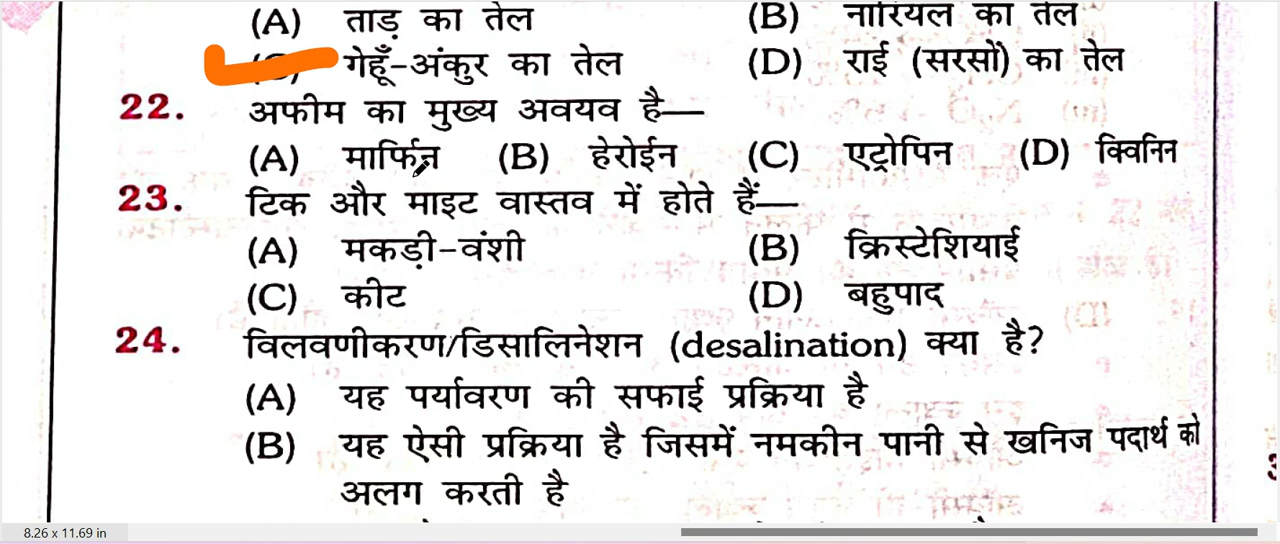 (A) ताड़ का तेल (B) नारियल का तेल
गेहूँ-अंकुर का तेल (D) राई (सरसों) का तेल
22. अफीम का मुख्य अवयव है—
(A) मार्फिन (B) हेरोईन (C) एट्रोपिन (D) क्विनिन
23. टिक और माइट वास्तव में होते हैं—
(A) मकड़ी-वंशी (B) क्रिस्टेशियाई
(C) कीट (D) बहुपाद
24. विलवणीकरण/डिसालिनेशन (desalination) क्या है?
(A) यह पर्यावरण की सफाई प्रक्रिया है
(B) यह ऐसी प्रक्रिया है जिसमें नमकीन पानी से खनिज पदार्थ को
अलग करती है
8.26 x 11.69 in